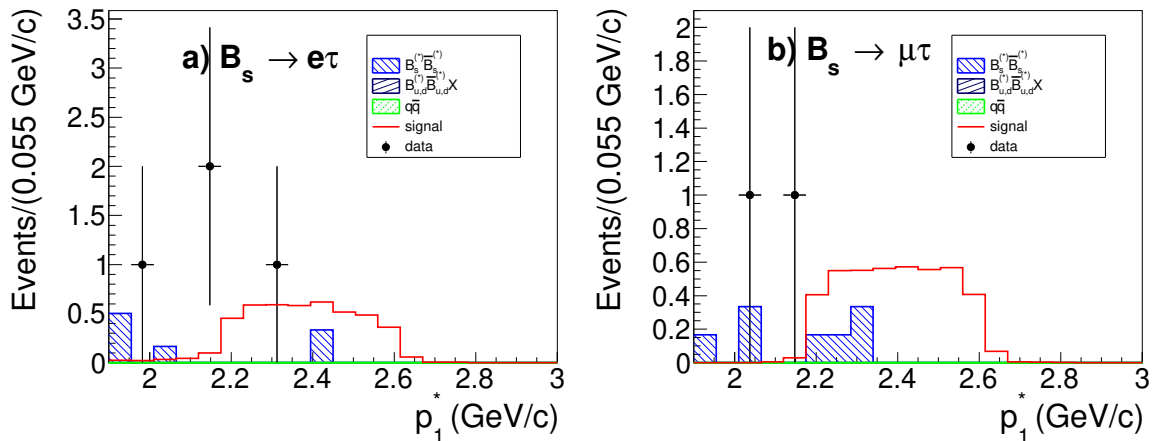 a) B_s → eτ
B_s^(*) B̅_s^(*)
B_u,d^(*) B̅_u,d^(*) X
qq̅
signal
data
Events/(0.055 GeV/c)
3.5
3
2.5
2
1.5
1
0.5
0
2 2.2 2.4 2.6 2.8 3
p_1^* (GeV/c)
b) B_s → μτ
B_s^(*) B̅_s^(*)
B_u,d^(*) B̅_u,d^(*) X
qq̅
signal
data
Events/(0.055 GeV/c)
2
1.8
1.6
1.4
1.2
1
0.8
0.6
0.4
0.2
0
2 2.2 2.4 2.6 2.8 3
p_1^* (GeV/c)